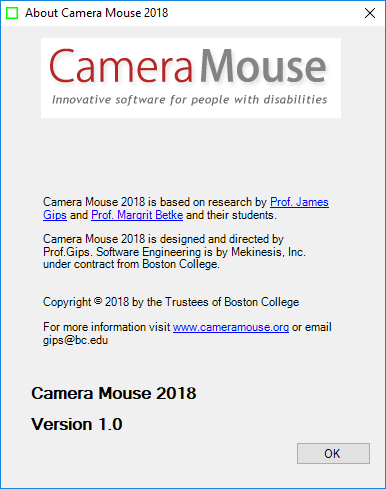 About Camera Mouse 2018
Camera Mouse
Innovative software for people with disabilities
Camera Mouse 2018 is based on research by Prof. James
Gips and Prof. Margrit Betke and their students.
Camera Mouse 2018 is designed and directed by
Prof.Gips. Software Engineering is by Mekinesis, Inc.
under contract from Boston College.
Copyright © 2018 by the Trustees of Boston College
For more information visit www.cameramouse.org or email
gips@bc.edu
Camera Mouse 2018
Version 1.0
OK